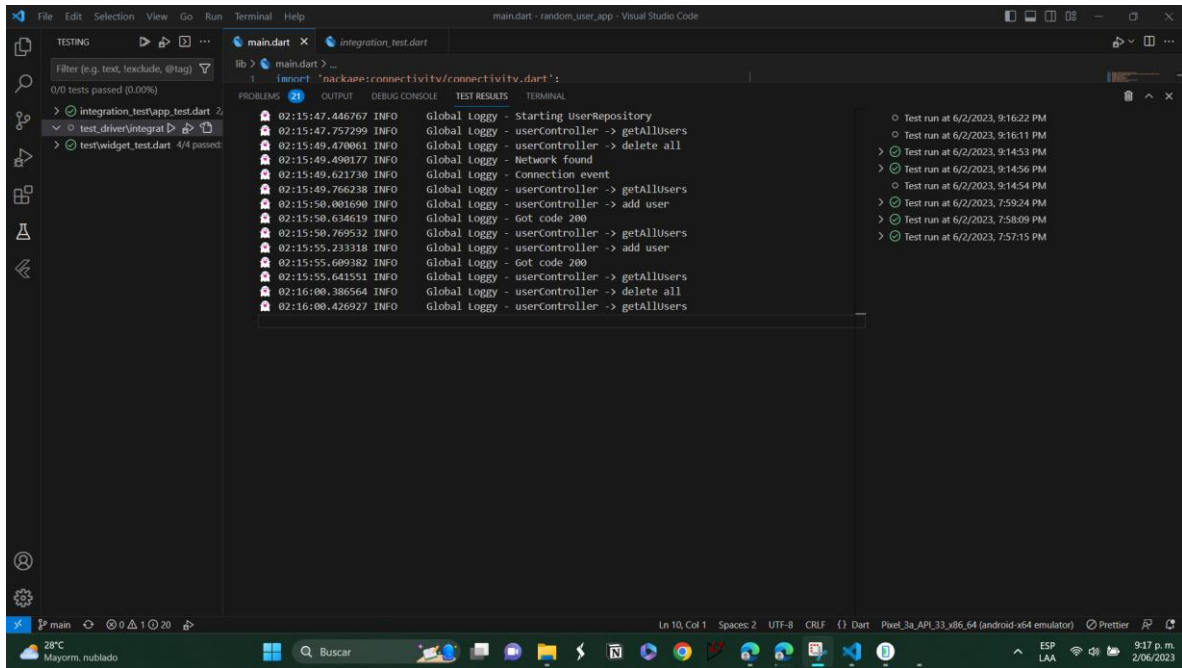 File Edit Selection View Go Run Terminal Help
main.dart - random_user_app - Visual Studio Code
TESTING
main.dart
integration_test.dart
Filter (e.g. text, !exclude, @tag)
0/0 tests passed (0.00%)
integration_test\app_test.dart 2/
test_driver\integrat
test\widget_test.dart 4/4 passed:
lib > main.dart > ...
1 import 'package:connectivity/connectivity.dart';
PROBLEMS 21 OUTPUT DEBUG CONSOLE TEST RESULTS TERMINAL
02:15:47.446767 INFO Global Loggy - Starting UserRepository
02:15:47.757299 INFO Global Loggy - userController -> getAllUsers
02:15:49.470061 INFO Global Loggy - userController -> delete all
02:15:49.490177 INFO Global Loggy - Network found
02:15:49.621730 INFO Global Loggy - Connection event
02:15:49.766238 INFO Global Loggy - userController -> getAllUsers
02:15:50.001690 INFO Global Loggy - userController -> add user
02:15:50.634619 INFO Global Loggy - Got code 200
02:15:50.769532 INFO Global Loggy - userController -> getAllUsers
02:15:55.233318 INFO Global Loggy - userController -> add user
02:15:55.609382 INFO Global Loggy - Got code 200
02:15:55.641551 INFO Global Loggy - userController -> getAllUsers
02:16:00.386564 INFO Global Loggy - userController -> delete all
02:16:00.426927 INFO Global Loggy - userController -> getAllUsers
Test run at 6/2/2023, 9:16:22 PM
Test run at 6/2/2023, 9:16:11 PM
Test run at 6/2/2023, 9:14:53 PM
Test run at 6/2/2023, 9:14:56 PM
Test run at 6/2/2023, 9:14:54 PM
Test run at 6/2/2023, 7:59:24 PM
Test run at 6/2/2023, 7:58:09 PM
Test run at 6/2/2023, 7:57:15 PM
main 0 1 20
Ln 10, Col 1 Spaces: 2 UTF-8 CRLF {} Dart Pixel_3a_API_33_x86_64 (android-x64 emulator) Prettier
28°C
Mayorm. nublado
Buscar
ESP
LAA
9:17 p. m.
2/06/2023